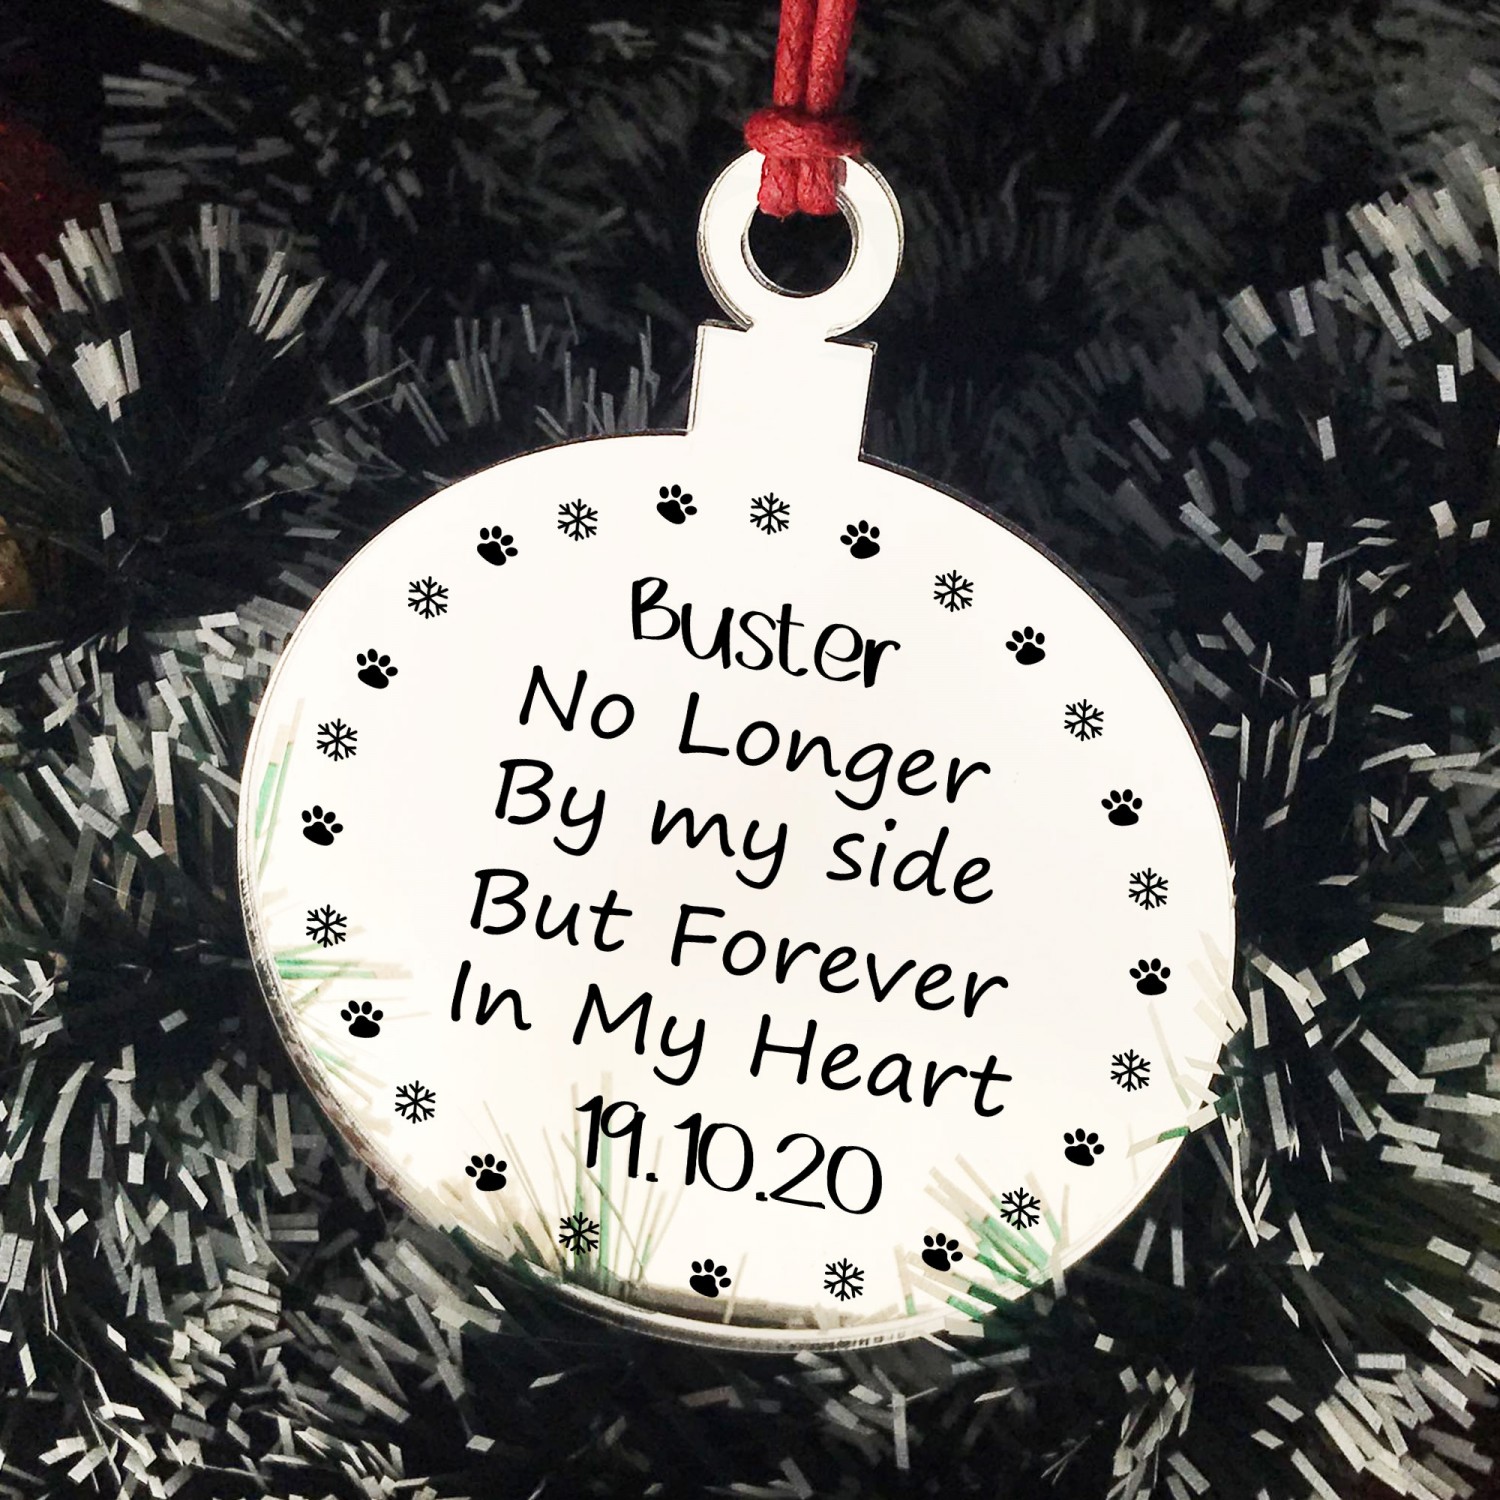 Buster
No Longer
By my side
But Forever
In My Heart
19.10.20